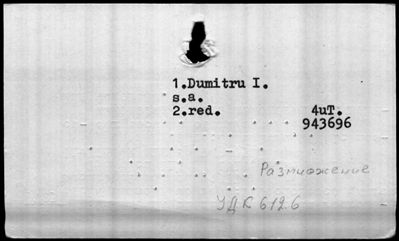 1.Dumitru I.
s.a.
2.red. 4uT.
943696
Размножение
УДК 612.6